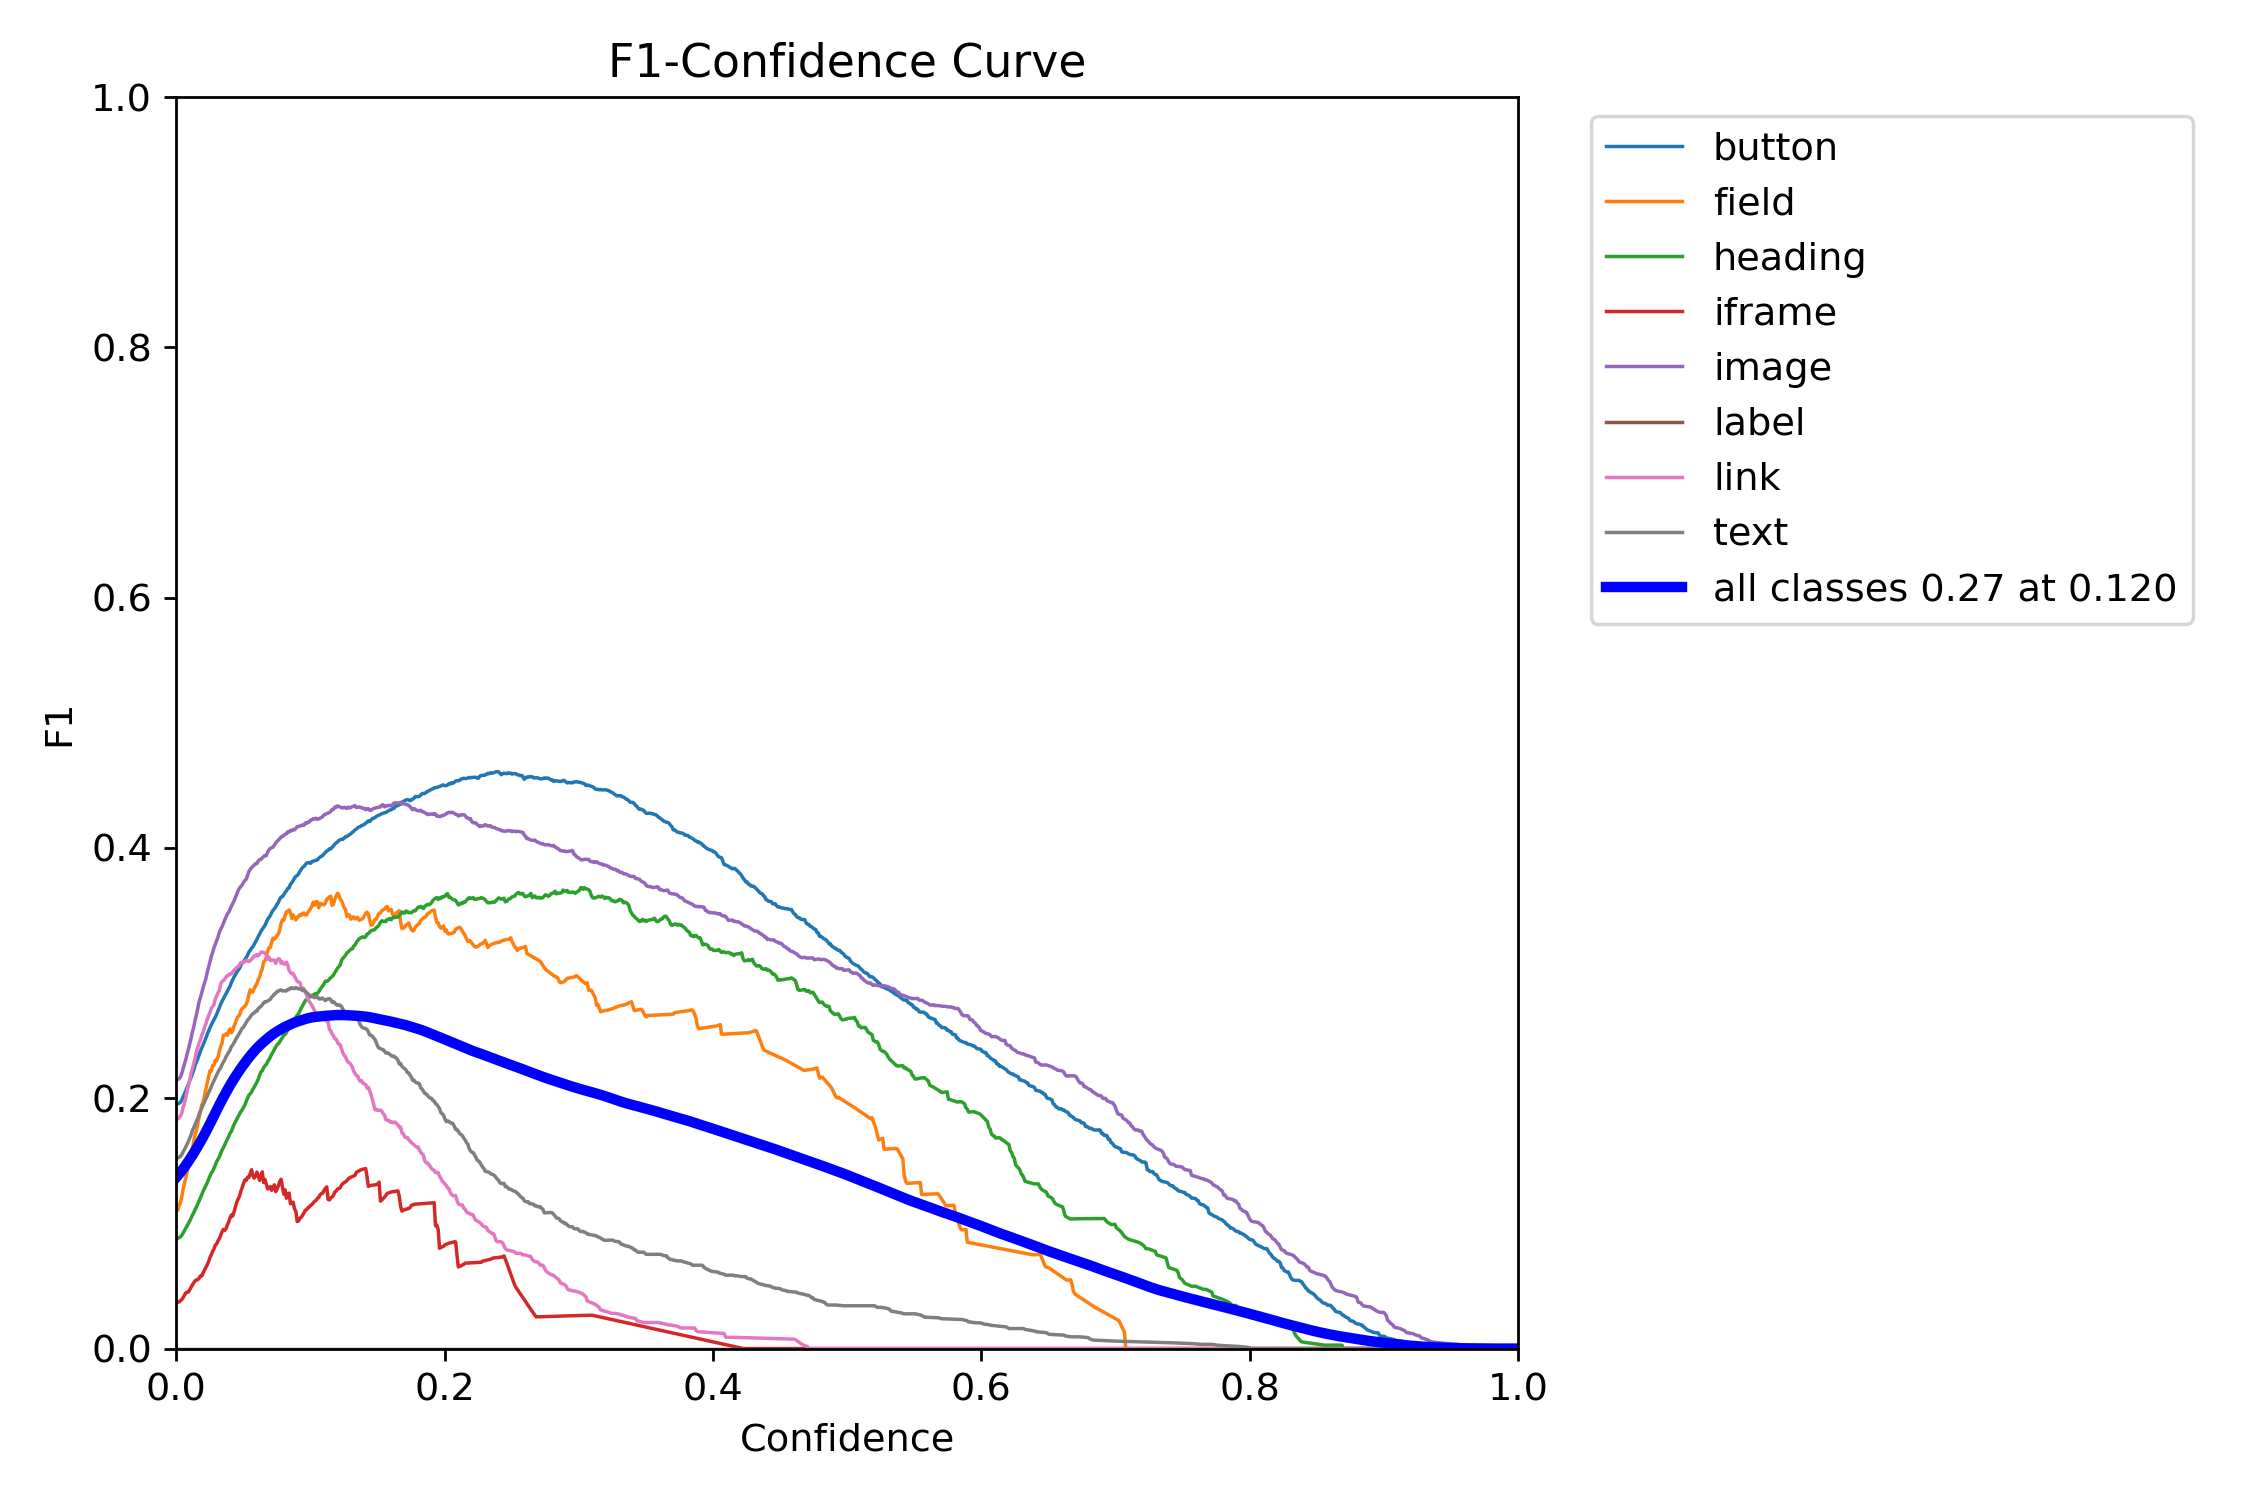 F1-Confidence Curve
1.0
0.8
0.6
0.4
0.2
0.0
F1
0.0 0.2 0.4 0.6 0.8 1.0
Confidence
button
field
heading
iframe
image
label
link
text
all classes 0.27 at 0.120